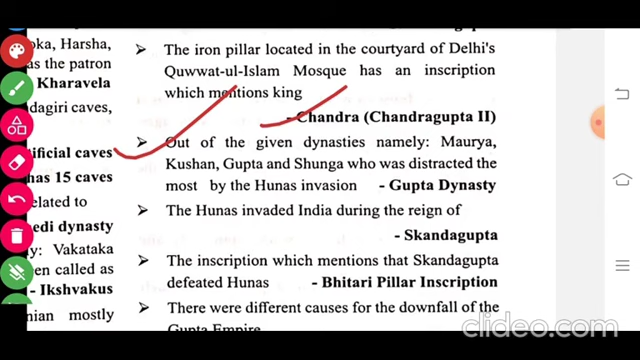 oka, Harsha,
as the patron
Kharavela
dagiri caves,
ificial caves
has 15 caves
elated to
edi dynasty
y: Vakataka
en called as
- Ikshvakus
nian mostly
➢ The iron pillar located in the courtyard of Delhi's
Quwwat-ul-Islam Mosque has an inscription
which mentions king
- Chandra (Chandragupta II)
➢ Out of the given dynasties namely: Maurya,
Kushan, Gupta and Shunga who was distracted the
most by the Hunas invasion - Gupta Dynasty
➢ The Hunas invaded India during the reign of
- Skandagupta
➢ The inscription which mentions that Skandagupta
defeated Hunas - Bhitari Pillar Inscription
➢ There were different causes for the downfall of the
Gupta Empire
clideo.com